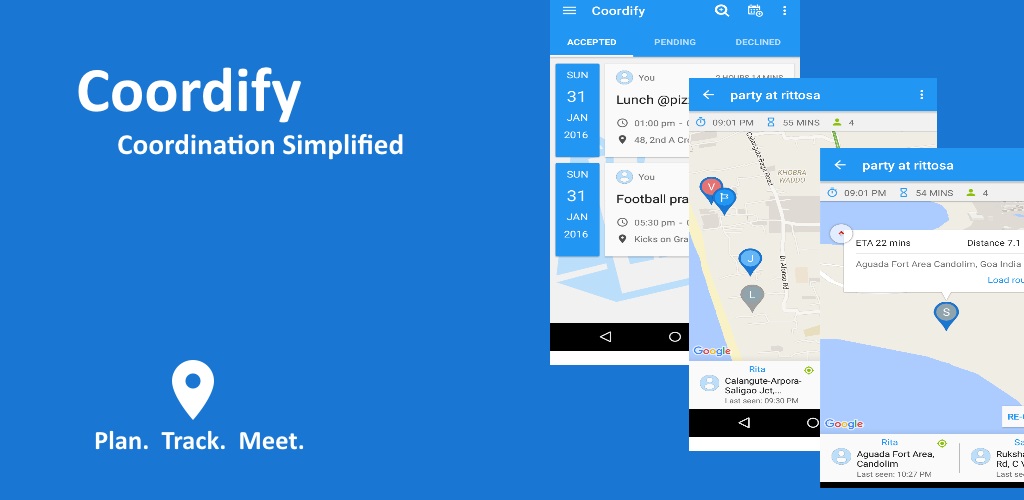 Coordify
Coordination Simplified
Plan. Track. Meet.
Coordify
ACCEPTED PENDING DECLINED
SUN
31
JAN
2016
You
2 HOURS 14 MINS
Lunch @piz
01:00 pm -
48, 2nd A Cr
SUN
31
JAN
2016
You
Football pra
05:30 pm -
Kicks on Gra
party at rittosa
09:01 PM 55 MINS 4
Calangute Baga Road
KHOBRA
WADDO
V
J
L
Google
Rita
Calangute-Arpora-
Saligao Jct,...
Last seen: 09:30 PM
party at rittosa
09:01 PM 54 MINS 4
ETA 22 mins Distance 7.1
Aguada Fort Area Candolim, Goa India
Load rou
S
RE-
Google
Rita
Aguada Fort Area,
Candolim
Last seen: 10:27 PM
Sa
Ruksha
Rd, C V
Last see